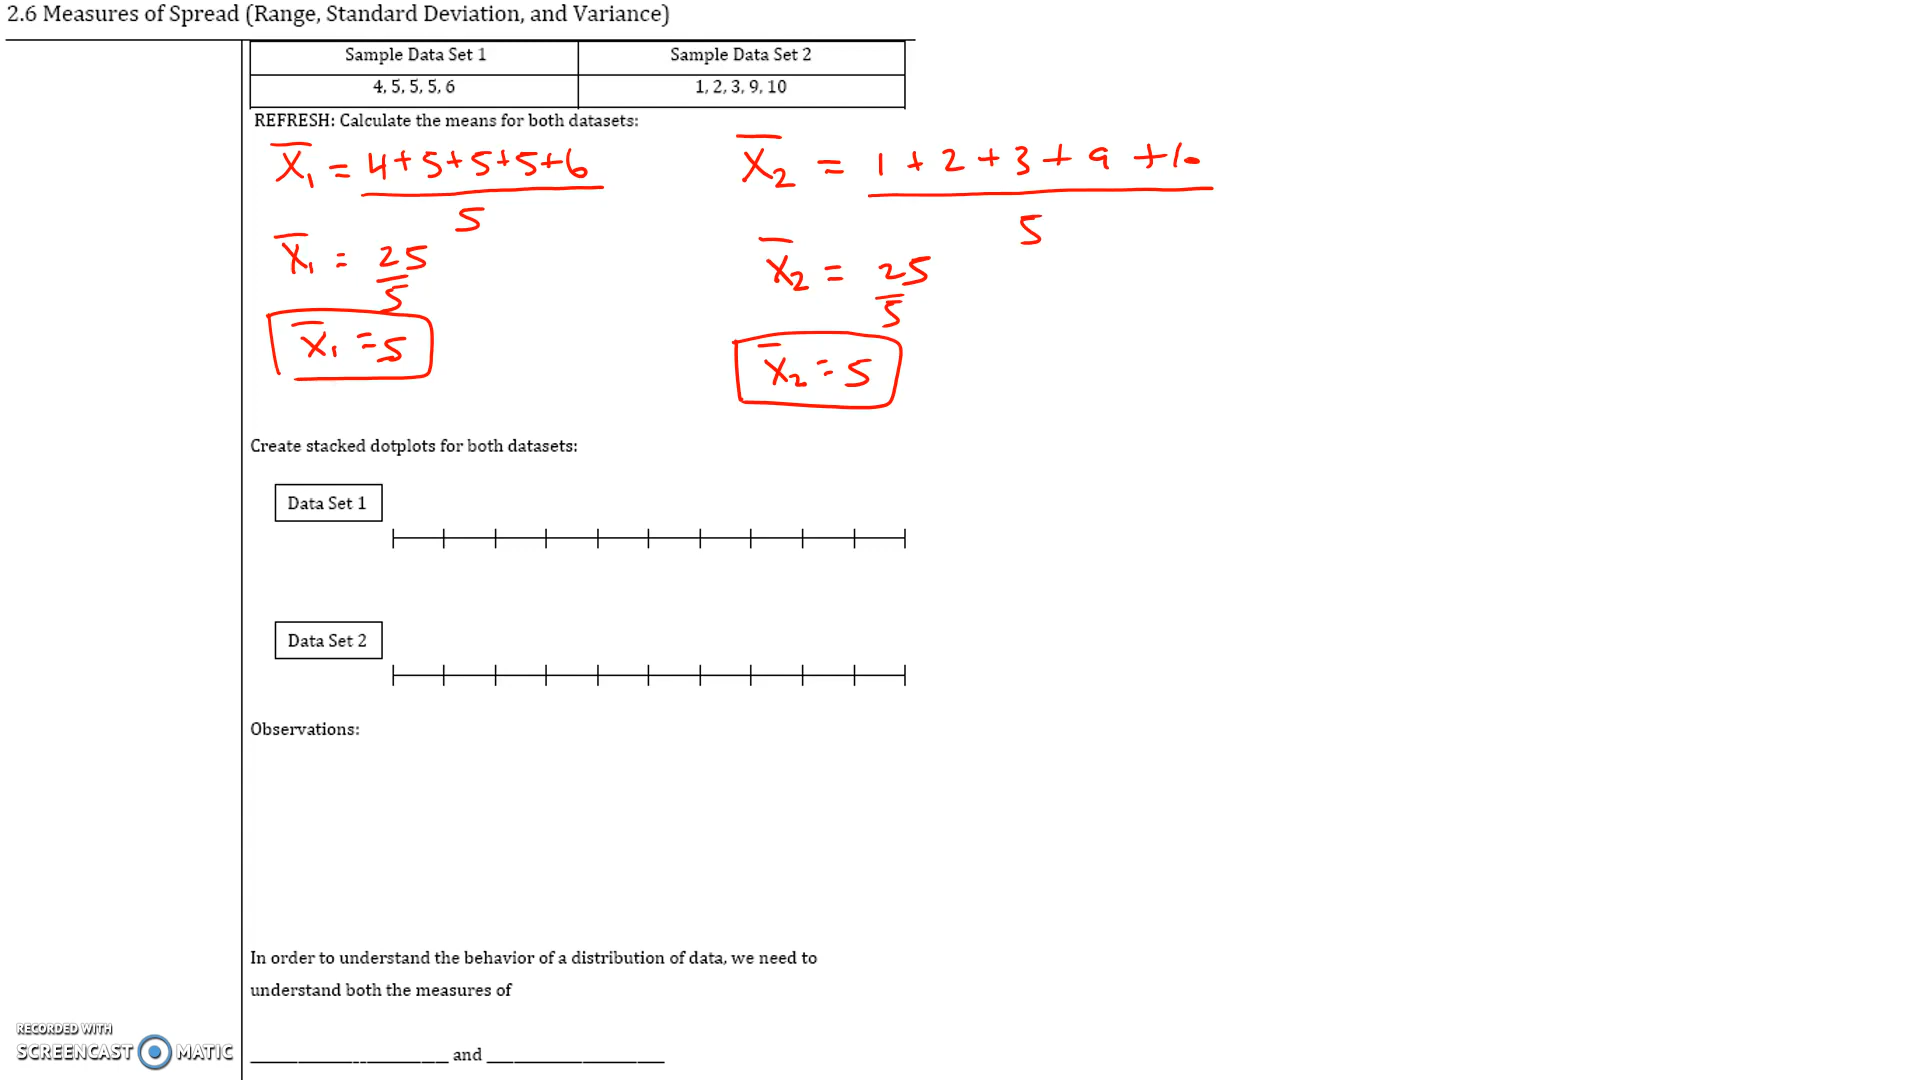 2.6 Measures of Spread (Range, Standard Deviation, and Variance)
Sample Data Set 1
Sample Data Set 2
4, 5, 5, 5, 6
1, 2, 3, 9, 10
REFRESH: Calculate the means for both datasets:
X̄₁ = 4+5+5+5+6
5
X̄₂ = 1 + 2 + 3 + 9 + 10
5
X̄₁ = 25
5
X̄₂ = 25
5
X̄₁ = 5
X̄₂ = 5
Create stacked dotplots for both datasets:
Data Set 1
Data Set 2
Observations:
In order to understand the behavior of a distribution of data, we need to
understand both the measures of
____________________ and __________________
RECORDED WITH
SCREENCAST MATIC